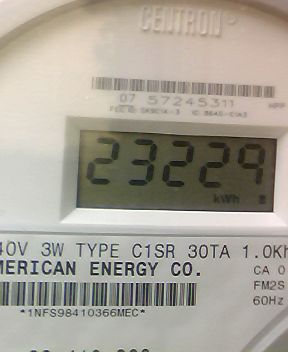 CENTRON
07 57245311
23229
kWh
40V 3W TYPE C1SR 30TA 1.0Kh
MERICAN ENERGY CO.
CA 0
FM2S
60Hz
*1NFS98410366MEC*